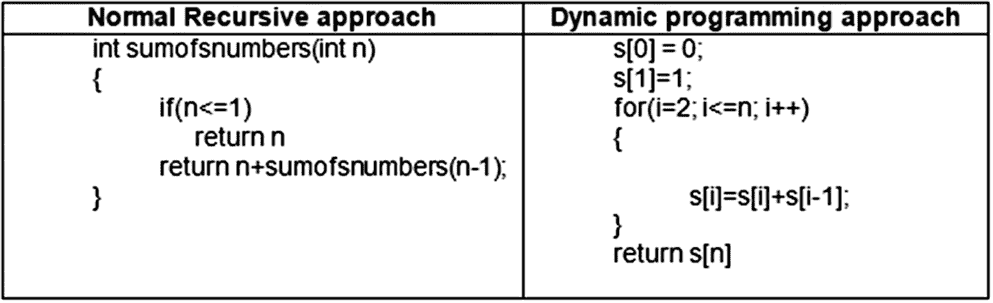 Normal Recursive approach
int sumofsnumbers(int n)
{
if(n<=1)
return n
return n+sumofsnumbers(n-1);
}
Dynamic programming approach
s[0] = 0;
s[1]=1;
for(i=2; i<=n; i++)
{
s[i]=s[i]+s[i-1];
}
return s[n]